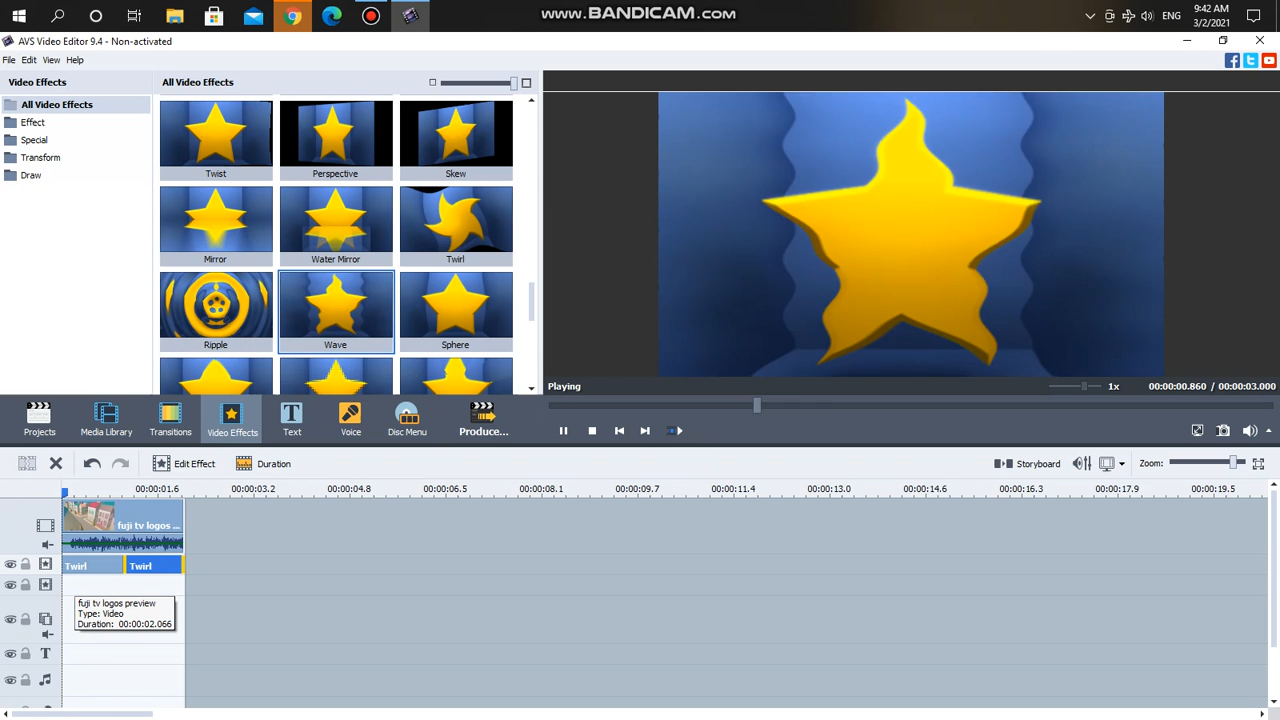 www.BANDICAM.com
ENG
9:42 AM
3/2/2021
AVS Video Editor 9.4 - Non-activated
File Edit View Help
Video Effects
All Video Effects
Effect
Special
Transform
Draw
All Video Effects
Twist
Perspective
Skew
Mirror
Water Mirror
Twirl
Ripple
Wave
Sphere
Playing
1x
00:00:00.860 / 00:00:03.000
Projects
Media Library
Transitions
Video Effects
Text
Voice
Disc Menu
Produce...
Edit Effect
Duration
Storyboard
Zoom:
00:00:01.6 00:00:03.2 00:00:04.8 00:00:06.5 00:00:08.1 00:00:09.7 00:00:11.4 00:00:13.0 00:00:14.6 00:00:16.3 00:00:17.9 00:00:19.5
fuji tv logos ...
Twirl
Twirl
fuji tv logos preview
Type: Video
Duration: 00:00:02.066